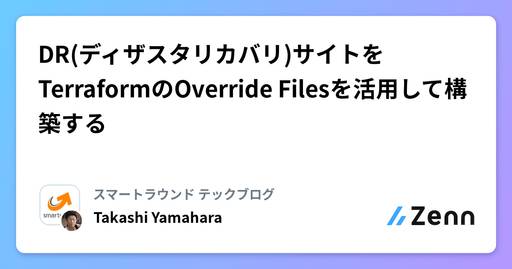 DR(ディザスタリカバリ)サイトを
TerraformのOverride Filesを活用して構
築する
スマートラウンド テックブログ
Takashi Yamahara
Zenn